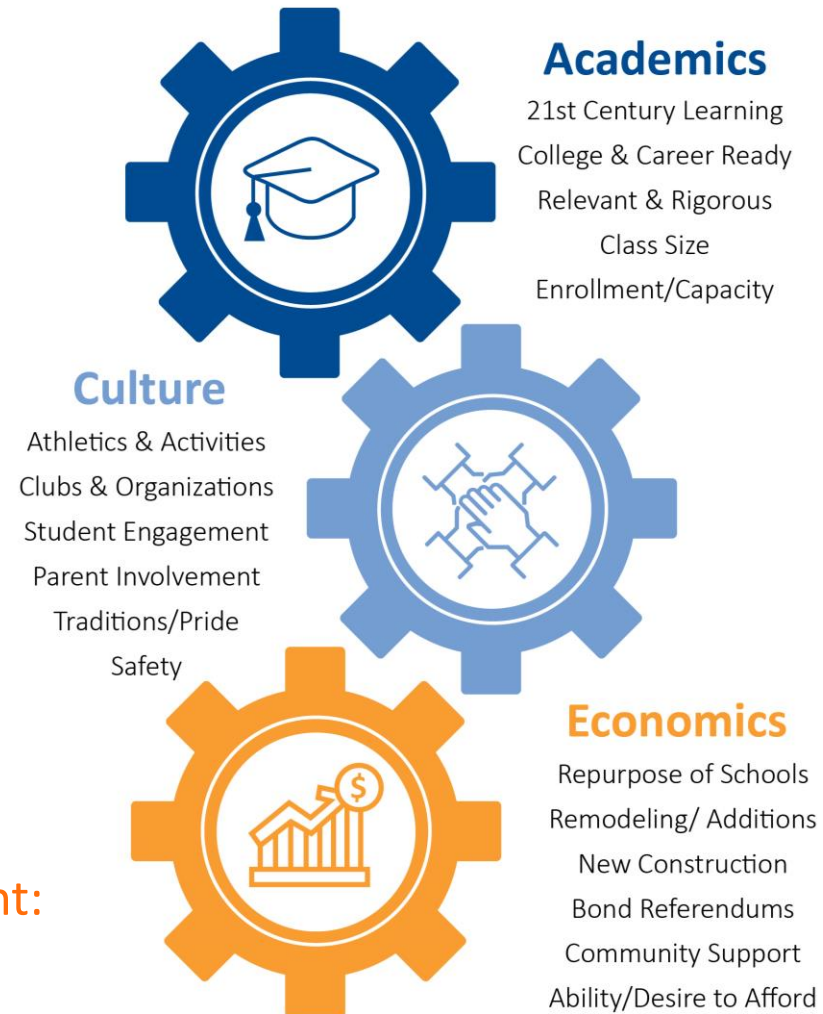 Academics
21st Century Learning
College & Career Ready
Relevant & Rigorous
Class Size
Enrollment/Capacity
Culture
Athletics & Activities
Clubs & Organizations
Student Engagement
Parent Involvement
Traditions/Pride
Safety
$
Economics
Repurpose of Schools
Remodeling/ Additions
New Construction
Bond Referendums
Community Support
Ability/Desire to Afford
nt: